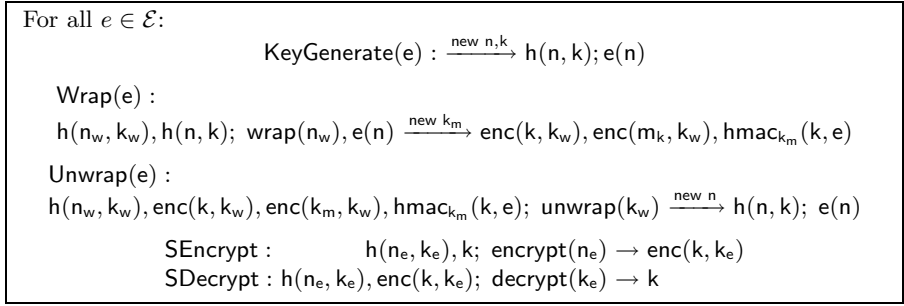 For all e ∈ ℰ:
KeyGenerate(e) : —new n,k→ h(n, k); e(n)
Wrap(e) :
h(n_w, k_w), h(n, k); wrap(n_w), e(n) —new k_m→ enc(k, k_w), enc(m_k, k_w), hmac_{k_m}(k, e)
Unwrap(e) :
h(n_w, k_w), enc(k, k_w), enc(k_m, k_w), hmac_{k_m}(k, e); unwrap(k_w) —new n→ h(n, k); e(n)
SEncrypt : h(n_e, k_e), k; encrypt(n_e) → enc(k, k_e)
SDecrypt : h(n_e, k_e), enc(k, k_e); decrypt(k_e) → k